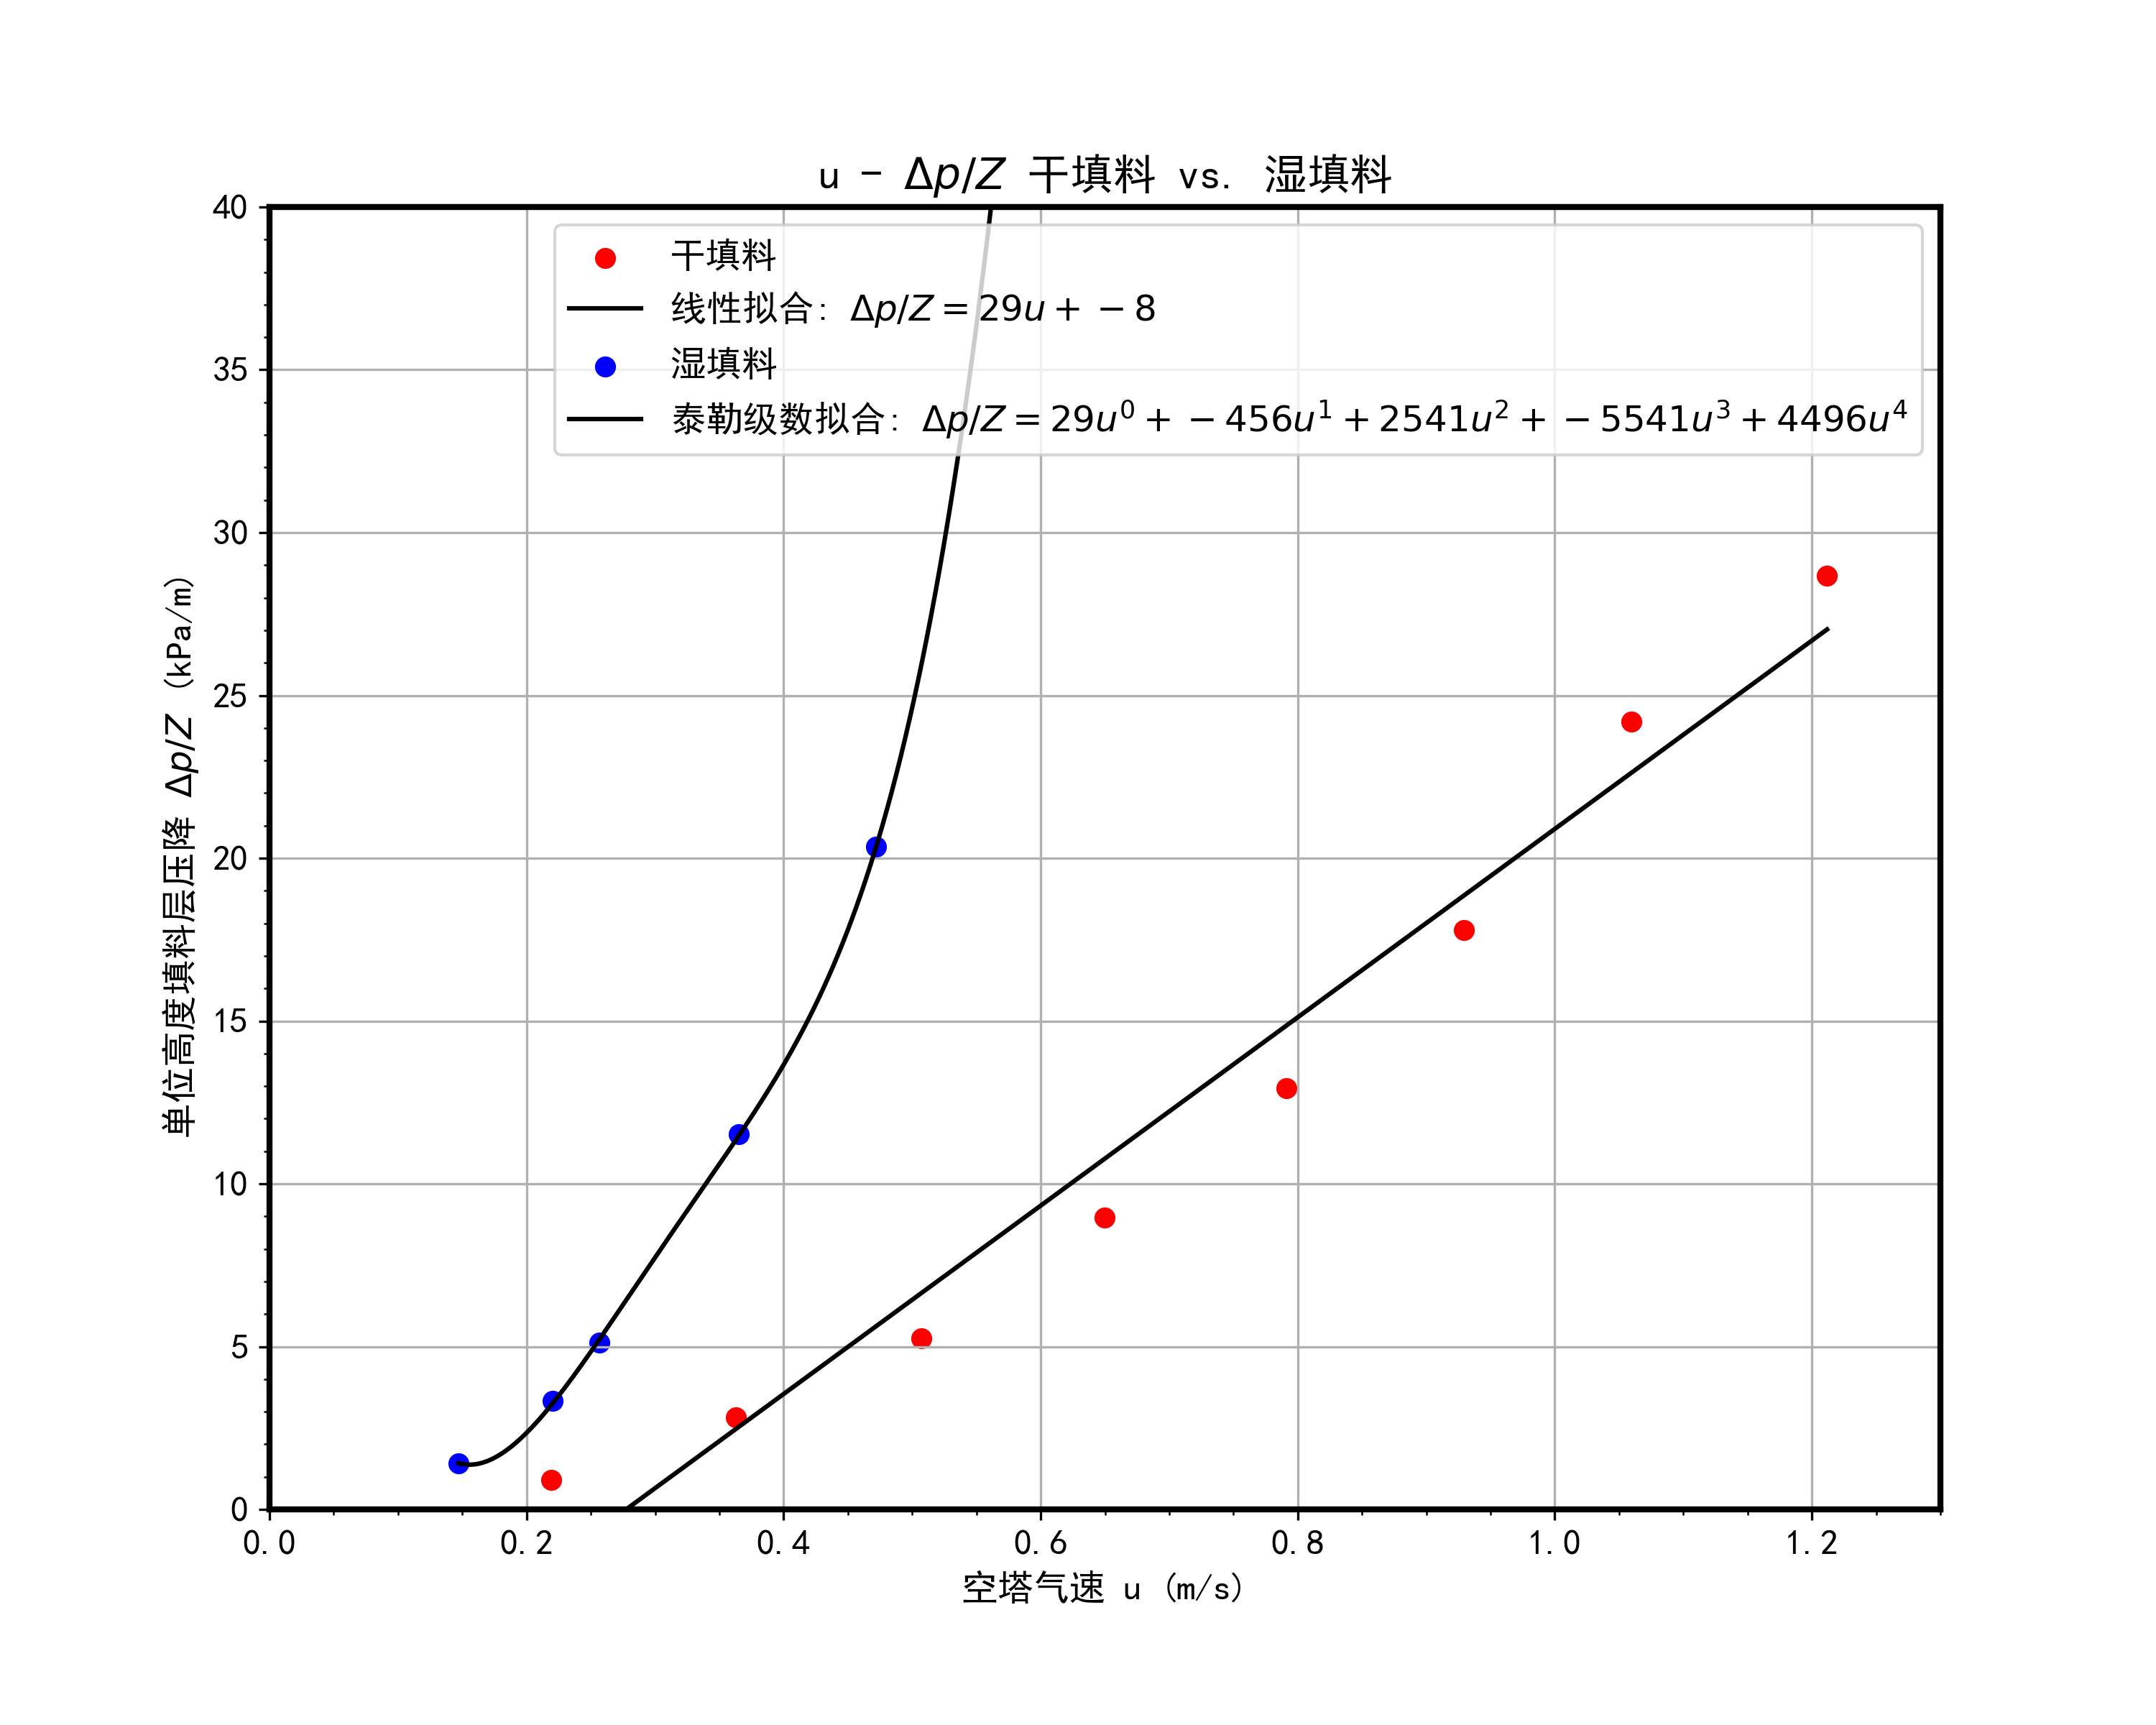 u - Δp/Z 干填料 vs. 湿填料
干填料
线性拟合: Δp/Z = 29u + − 8
湿填料
泰勒级数拟合: Δp/Z = 29u⁰ + − 456u¹ + 2541u² + − 5541u³ + 4496u⁴
单位高度填料层压降 Δp/Z (kPa/m)
40
35
30
25
20
15
10
5
0
0.0 0.2 0.4 0.6 0.8 1.0 1.2
空塔气速 u (m/s)